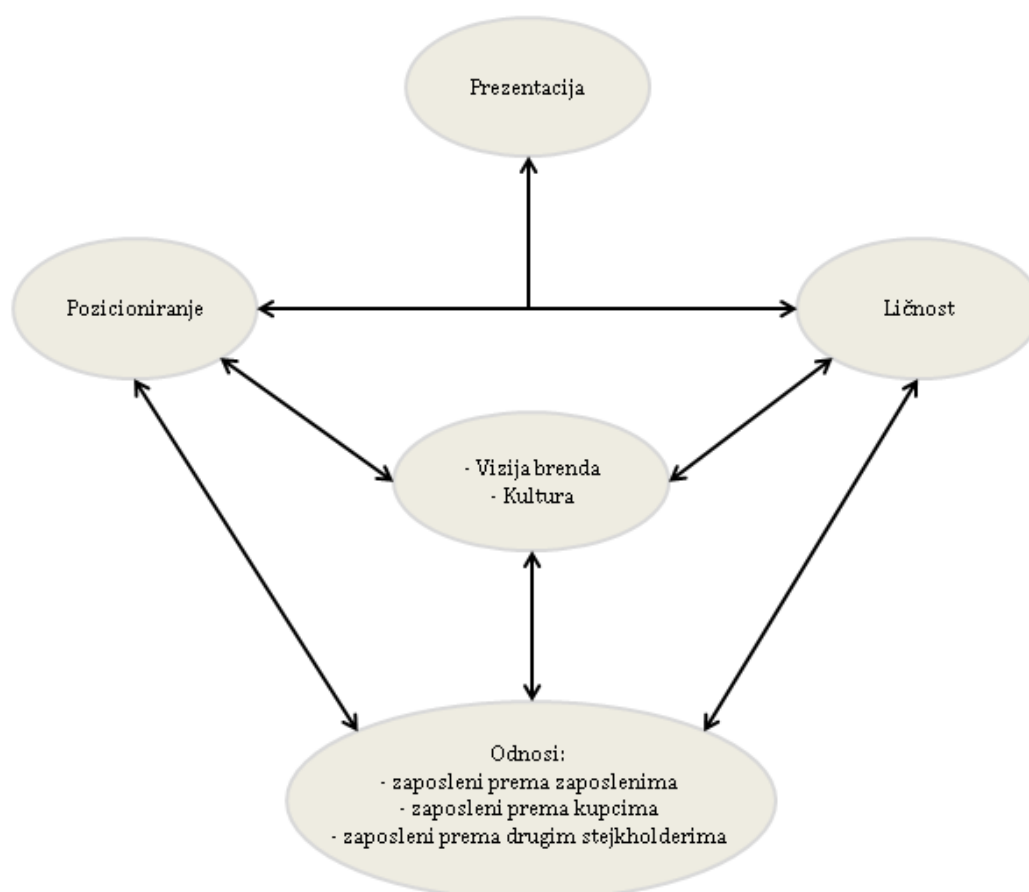 Prezentacija
Pozicioniranje
Ličnost
- Vizija brenda
- Kultura
Odnosi:
- zaposleni prema zaposlenima
- zaposleni prema kupcima
- zaposleni prema drugim stejkholderima